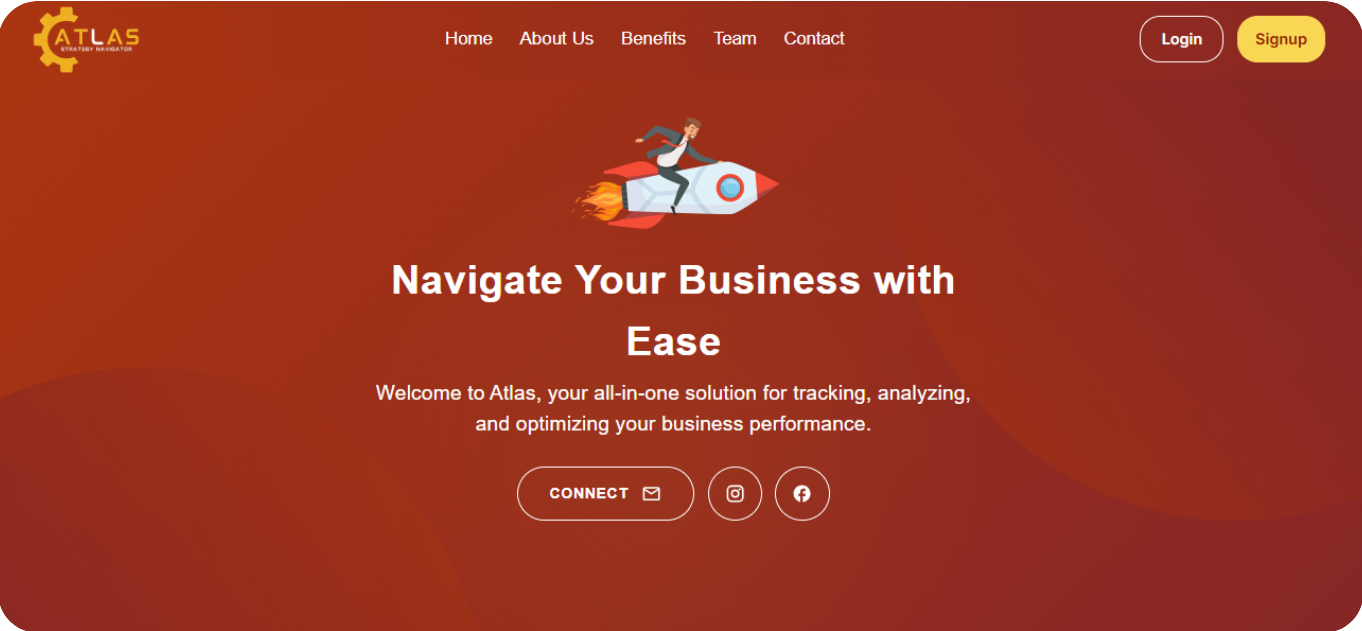 ATLAS
STRATEGY NAVIGATOR
Home About Us Benefits Team Contact
Login Signup
Navigate Your Business with
Ease
Welcome to Atlas, your all-in-one solution for tracking, analyzing,
and optimizing your business performance.
CONNECT